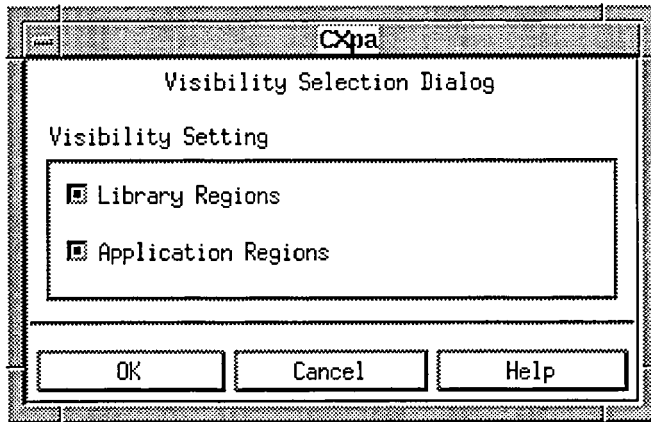 CXpa
Visibility Selection Dialog
Visibility Setting
Library Regions
Application Regions
OK Cancel Help